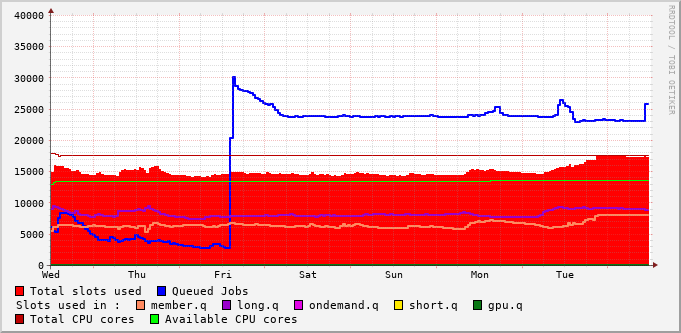 RRDTOOL / TOBI OETIKER
40000
35000
30000
25000
20000
15000
10000
5000
0
Wed Thu Fri Sat Sun Mon Tue
Total slots used Queued Jobs
Slots used in : member.q long.q ondemand.q short.q gpu.q
Total CPU cores Available CPU cores